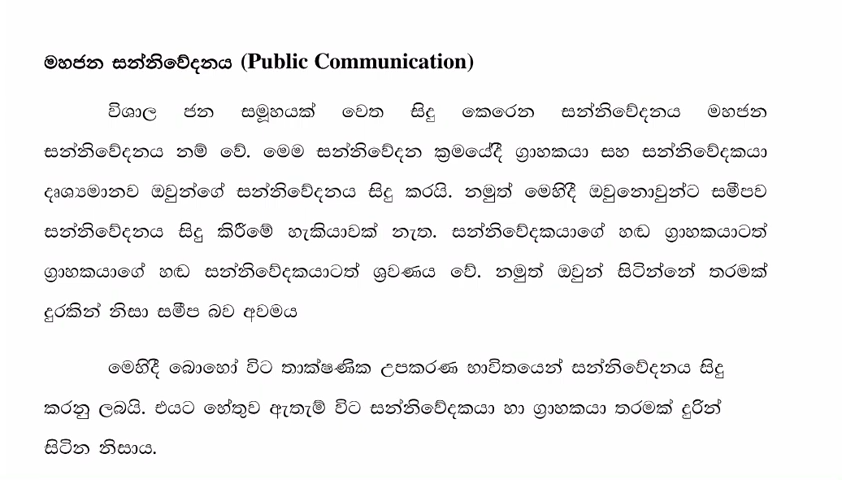 මහජන සන්නිවේදනය (Public Communication)
විශාල ජන සමූහයක් වෙත සිදු කෙරෙන සන්නිවේදනය මහජන
සන්නිවේදනය නම් වේ. මෙම සන්නිවේදන ක්‍රමයේදී ග්‍රාහකයා සහ සන්නිවේදකයා
දෘශ්‍යමානව ඔවුන්ගේ සන්නිවේදනය සිදු කරයි. නමුත් මෙහිදී ඔවුනොවුන්ට සමීපව
සන්නිවේදනය සිදු කිරීමේ හැකියාවක් නැත. සන්නිවේදකයාගේ හඬ ග්‍රාහකයාටත්
ග්‍රාහකයාගේ හඬ සන්නිවේදකයාටත් ශ්‍රවණය වේ. නමුත් ඔවුන් සිටින්නේ තරමක්
දුරකින් නිසා සමීප බව අවමය
මෙහිදී බොහෝ විට තාක්ෂණික උපකරණ භාවිතයෙන් සන්නිවේදනය සිදු
කරනු ලබයි. එයට හේතුව ඇතැම් විට සන්නිවේදකයා හා ග්‍රාහකයා තරමක් දුරින්
සිටින නිසාය.